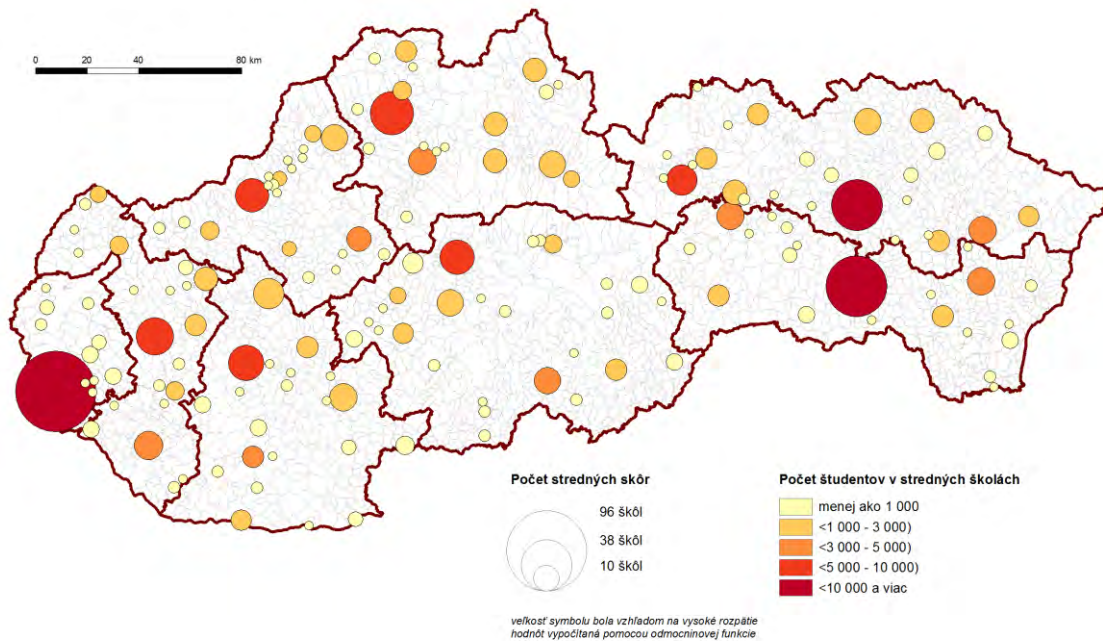 0 20 40 80 km
Počet stredných skôr
96 škôl
38 škôl
10 škôl
veľkosť symbolu bola vzhľadom na vysoké rozpätie
hodnôt vypočítaná pomocou odmocninovej funkcie
Počet študentov v stredných školách
menej ako 1 000
<1 000 - 3 000)
<3 000 - 5 000)
<5 000 - 10 000)
<10 000 a viac